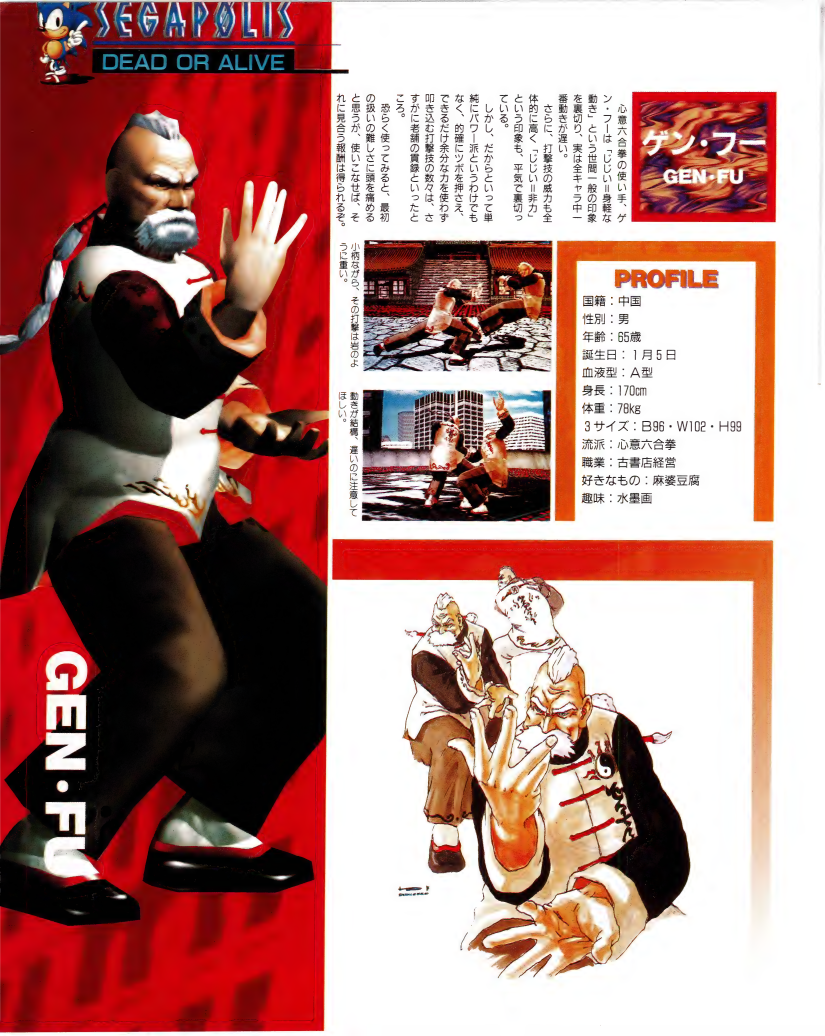 SEGAPOLIS
DEAD OR ALIVE
ゲン・フー
GEN・FU
心意六合拳の使い手、ゲ
ン・フーは「じじい＝身軽な
動き」という世間一般の印象
を裏切り、実は全キャラ中一
番動きが遅い。
さらに、打撃技の威力も全
体的に高く「じじい＝非力」
という印象も、平気で裏切っ
ている。
しかし、だからといって単
純にパワー派というわけでも
なく、的確にツボを押さえ、
できるだけ余分な力を使わず
叩き込む打撃技の数々は、さ
すがに老舗の貫録といったと
ころ。
恐らく使ってみると、最初
の扱いの難しさに頭を痛める
と思うが、使いこなせば、そ
れに見合う報酬は得られるぞ。
小柄ながら、その打撃は岩のよ
うに重い。
動きが結構、遅いのに注意して
ほしい。
PROFILE
国籍：中国
性別：男
年齢：65歳
誕生日：1月5日
血液型：A型
身長：170cm
体重：78kg
3サイズ：B96・W102・H99
流派：心意六合拳
職業：古書店経営
好きなもの：麻婆豆腐
趣味：水墨画
GEN・FU